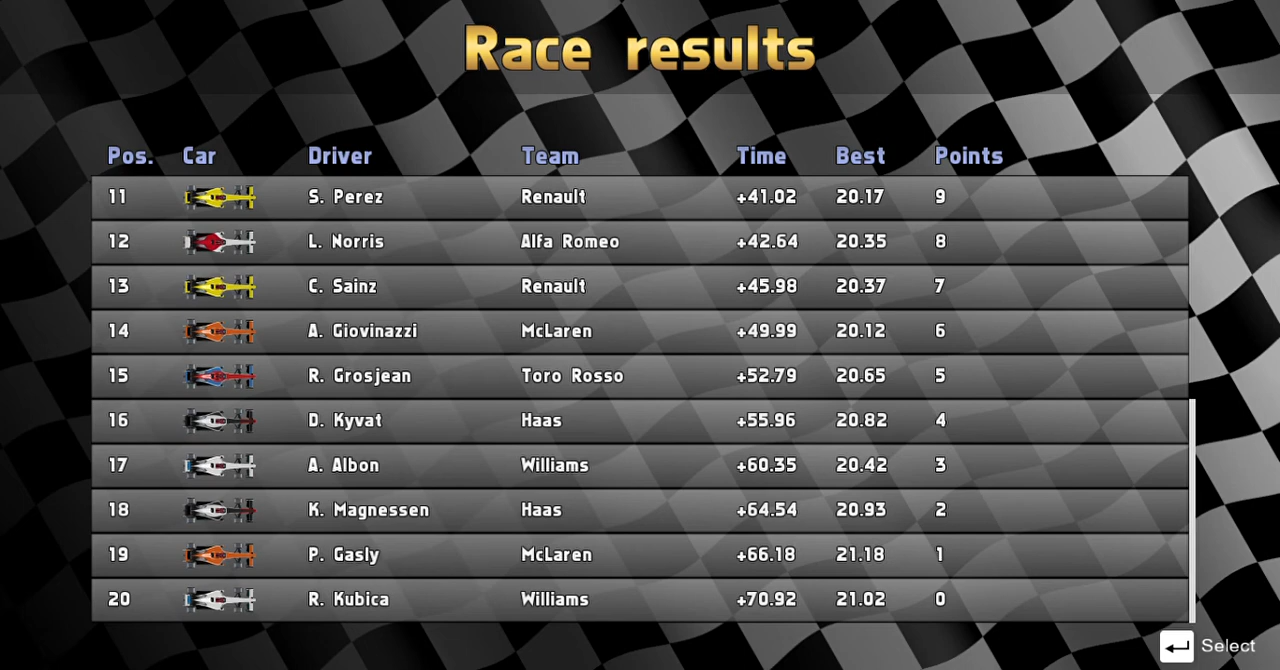 Race results
Pos. Car Driver Team Time Best Points
11 S. Perez Renault +41.02 20.17 9
12 L. Norris Alfa Romeo +42.64 20.35 8
13 C. Sainz Renault +45.98 20.37 7
14 A. Giovinazzi McLaren +49.99 20.12 6
15 R. Grosjean Toro Rosso +52.79 20.65 5
16 D. Kyvat Haas +55.96 20.82 4
17 A. Albon Williams +60.35 20.42 3
18 K. Magnessen Haas +64.54 20.93 2
19 P. Gasly McLaren +66.18 21.18 1
20 R. Kubica Williams +70.92 21.02 0
Select